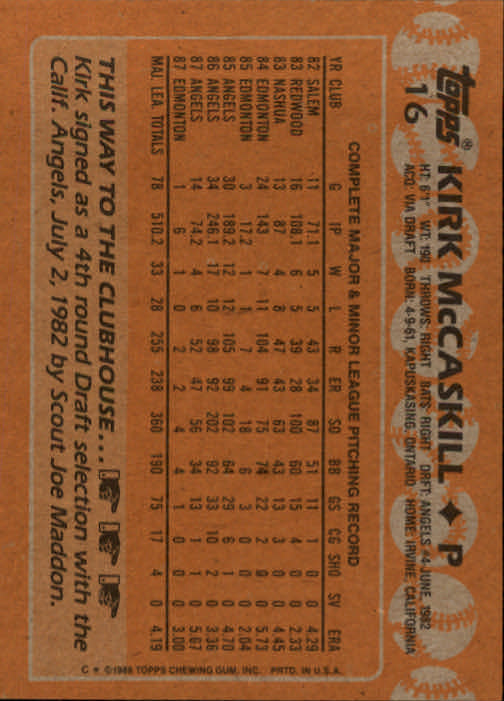 topps® KIRK McCASKILL ◆ P
16
HT: 6'1" WT: 190 THROWS: RIGHT BATS: RIGHT DRFT: ANGELS #4-JUNE, 1982
ACQ: VIA DRAFT BORN: 4-9-61, KAPUSKASING, ONTARIO HOME: IRVINE, CALIFORNIA
COMPLETE MAJOR & MINOR LEAGUE PITCHING RECORD
YR CLUB G IP W L R ER SO BB GS CG SHO SV ERA
82 SALEM 11 71.1 5 5 43 34 87 51 11 1 0 0 4.29
83 REDWOOD 16 108.1 6 5 39 28 100 60 15 4 0 0 2.33
83 NASHUA 13 87 4 8 47 43 63 43 13 3 0 0 4.45
84 EDMONTON 24 143 7 11 104 91 75 74 22 2 0 0 5.73
85 EDMONTON 3 17.2 1 1 7 4 18 6 3 0 0 0 2.04
85 ANGELS 30 189.2 12 12 105 99 102 64 29 6 1 0 4.70
86 ANGELS 34 246.1 17 10 98 92 202 92 33 10 2 0 3.36
87 ANGELS 14 74.2 4 6 52 47 56 34 13 1 1 0 5.67
87 EDMONTON 1 6 1 0 2 2 4 4 1 0 0 0 3.00
MAJ. LEA. TOTALS 78 510.2 33 28 255 238 360 190 75 17 4 0 4.19
THIS WAY TO THE CLUBHOUSE...
Kirk signed as a 4th round Draft selection with the
Calif. Angels, July 2, 1982 by Scout Joe Maddon.
C * ©1988 TOPPS CHEWING GUM, INC. PRTD. IN U.S.A.